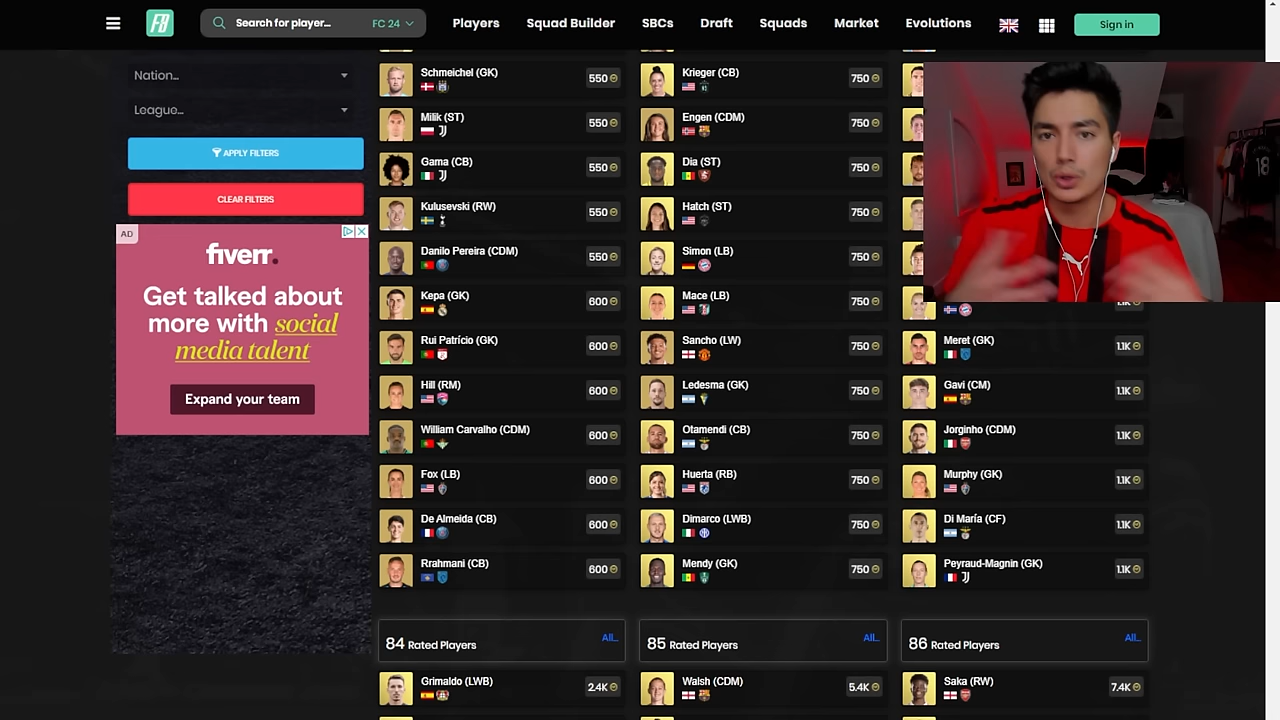 F8
Search for player...
FC 24
Players
Squad Builder
SBCs
Draft
Squads
Market
Evolutions
Sign in
Nation...
League...
APPLY FILTERS
CLEAR FILTERS
AD
fiverr.
Get talked about
more with social
media talent
Expand your team
Schmeichel (GK)
550
Milik (ST)
550
Gama (CB)
550
Kulusevski (RW)
550
Danilo Pereira (CDM)
550
Kepa (GK)
600
Rui Patrício (GK)
600
Hill (RM)
600
William Carvalho (CDM)
600
Fox (LB)
600
De Almeida (CB)
600
Rrahmani (CB)
600
Krieger (CB)
750
Engen (CDM)
750
Dia (ST)
750
Hatch (ST)
750
Simon (LB)
750
Mace (LB)
750
Sancho (LW)
750
Ledesma (GK)
750
Otamendi (CB)
750
Huerta (RB)
750
Dimarco (LWB)
750
Mendy (GK)
750
18
1.1K
Meret (GK)
1.1K
Gavi (CM)
1.1K
Jorginho (CDM)
1.1K
Murphy (GK)
1.1K
Di María (CF)
1.1K
Peyraud-Magnin (GK)
1.1K
84 Rated Players
All...
85 Rated Players
All...
86 Rated Players
All...
Grimaldo (LWB)
2.4K
Walsh (CDM)
5.4K
Saka (RW)
7.4K